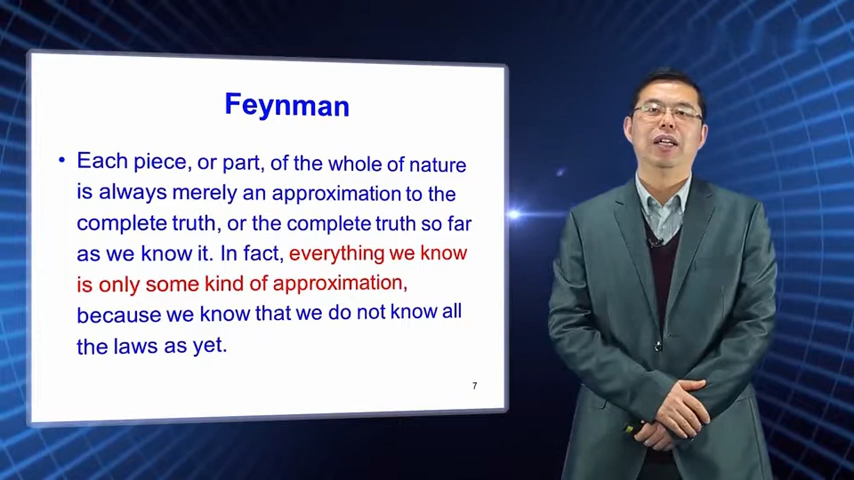 Feynman
• Each piece, or part, of the whole of nature
is always merely an approximation to the
complete truth, or the complete truth so far
as we know it. In fact, everything we know
is only some kind of approximation,
because we know that we do not know all
the laws as yet.
7